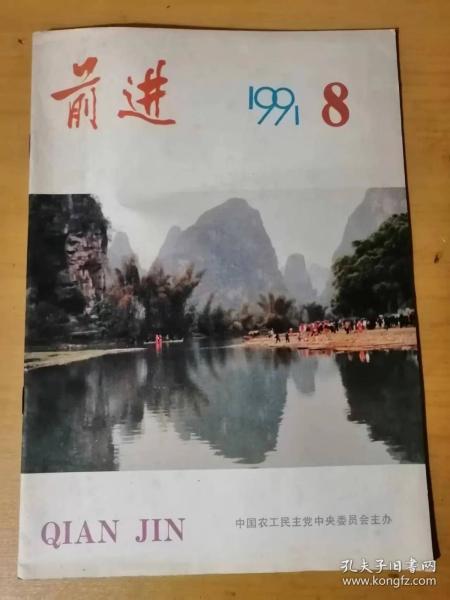 前进
1991 8
QIAN JIN
中国农工民主党中央委员会主办
孔夫子旧书网
www.kongfz.com